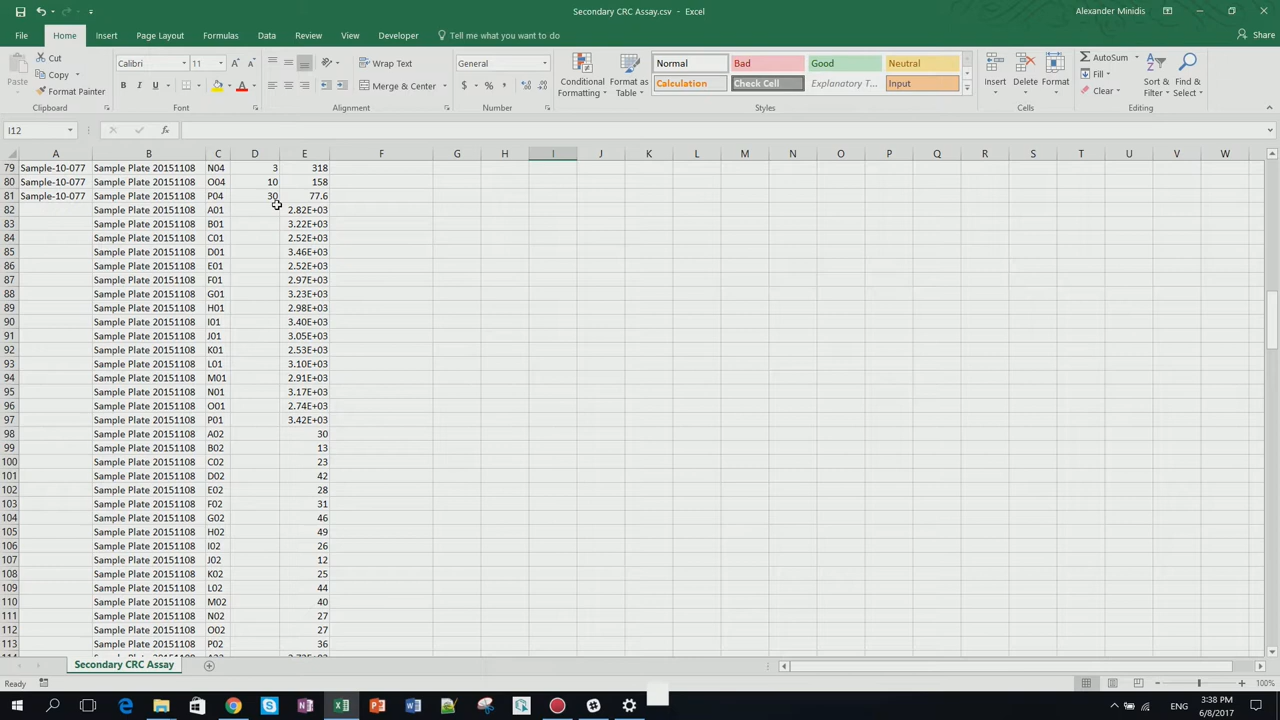 Secondary CRC Assay.csv - Excel
Alexander Minidis
File Home Insert Page Layout Formulas Data Review View Developer Tell me what you want to do Share
Paste Cut Copy Format Painter Clipboard
Calibri 11 B I U A Font
Wrap Text Merge & Center Alignment
General $ % , Number
Conditional Formatting Format as Table
Normal Bad Good Neutral
Calculation Check Cell Explanatory T... Input
Styles
Insert Delete Format Cells
AutoSum Fill Clear Sort & Filter Find & Select Editing
I12 fx
A B C D E F G H I J K L M N O P Q R S T U V W
79 Sample-10-077 Sample Plate 20151108 N04 3 318
80 Sample-10-077 Sample Plate 20151108 O04 10 158
81 Sample-10-077 Sample Plate 20151108 P04 30 77.6
82 Sample Plate 20151108 A01 2.82E+03
83 Sample Plate 20151108 B01 3.22E+03
84 Sample Plate 20151108 C01 2.52E+03
85 Sample Plate 20151108 D01 3.46E+03
86 Sample Plate 20151108 E01 2.52E+03
87 Sample Plate 20151108 F01 2.97E+03
88 Sample Plate 20151108 G01 3.23E+03
89 Sample Plate 20151108 H01 2.98E+03
90 Sample Plate 20151108 I01 3.40E+03
91 Sample Plate 20151108 J01 3.05E+03
92 Sample Plate 20151108 K01 2.53E+03
93 Sample Plate 20151108 L01 3.10E+03
94 Sample Plate 20151108 M01 2.91E+03
95 Sample Plate 20151108 N01 3.17E+03
96 Sample Plate 20151108 O01 2.74E+03
97 Sample Plate 20151108 P01 3.42E+03
98 Sample Plate 20151108 A02 30
99 Sample Plate 20151108 B02 13
100 Sample Plate 20151108 C02 23
101 Sample Plate 20151108 D02 42
102 Sample Plate 20151108 E02 28
103 Sample Plate 20151108 F02 31
104 Sample Plate 20151108 G02 46
105 Sample Plate 20151108 H02 49
106 Sample Plate 20151108 I02 26
107 Sample Plate 20151108 J02 12
108 Sample Plate 20151108 K02 25
109 Sample Plate 20151108 L02 44
110 Sample Plate 20151108 M02 40
111 Sample Plate 20151108 N02 27
112 Sample Plate 20151108 O02 27
113 Sample Plate 20151108 P02 36
Secondary CRC Assay
Ready 100%
ENG 3:38 PM
6/8/2017